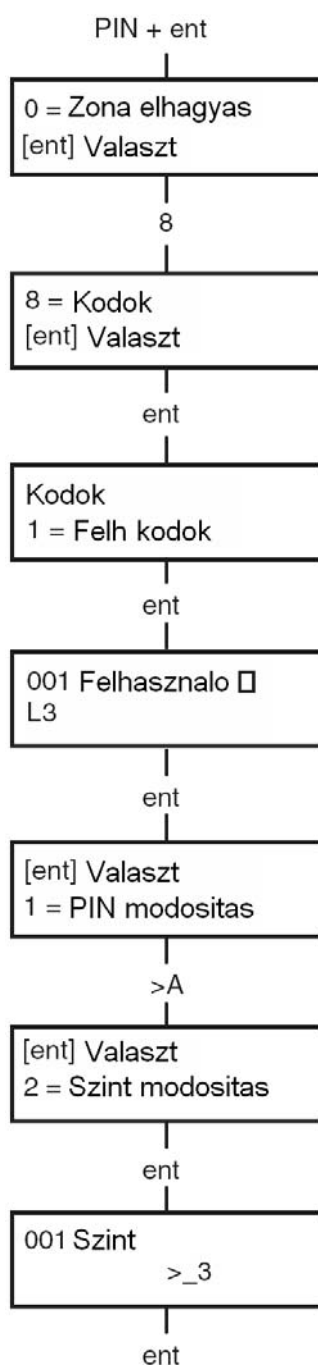 PIN + ent
0 = Zona elhagyas
[ent] Valaszt
8
8 = Kodok
[ent] Valaszt
ent
Kodok
1 = Felh kodok
ent
001 Felhasznalo □
L3
ent
[ent] Valaszt
1 = PIN modositas
>A
[ent] Valaszt
2 = Szint modositas
ent
001 Szint
>_3
ent